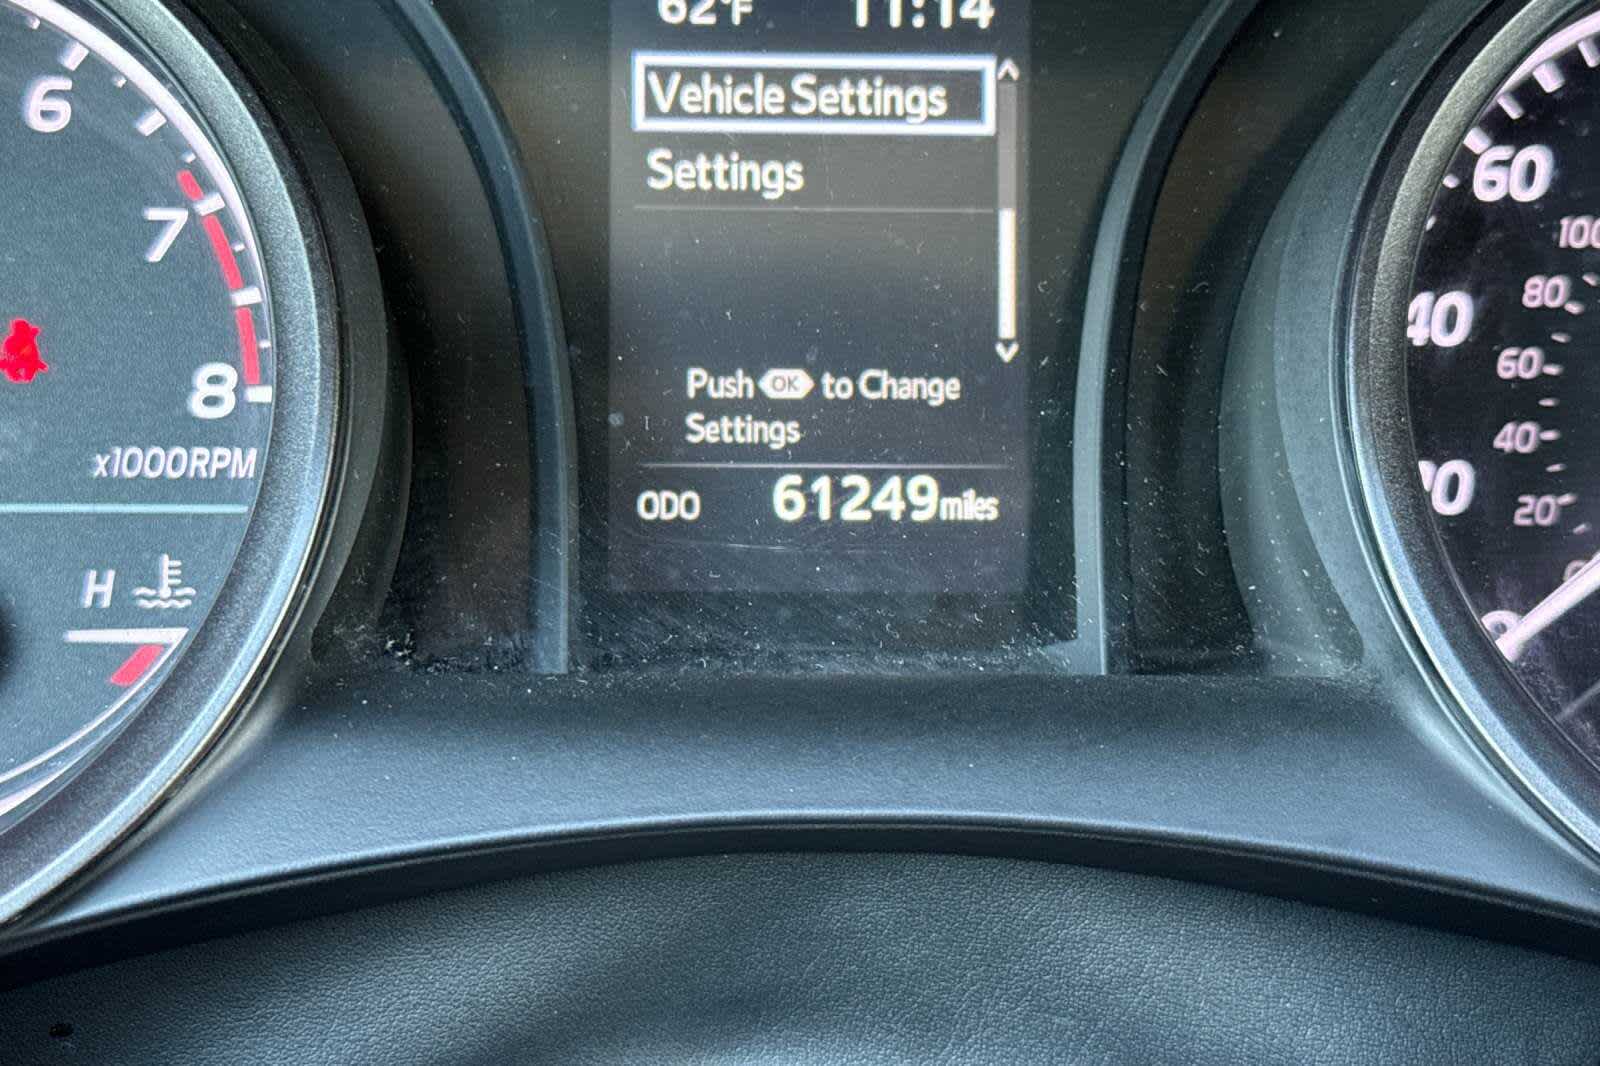 62°F 11:14
Vehicle Settings
Settings
Push OK to Change
Settings
ODO 61249 miles
6
7
8
x1000RPM
H
60
40
100
80
60
40
20